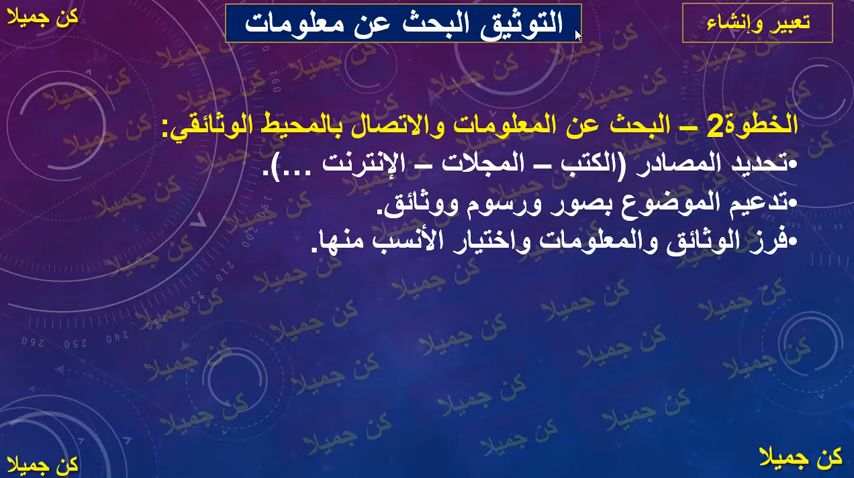 كن جميلا
التوثيق البحث عن معلومات
تعبير وإنشاء
الخطوة2 – البحث عن المعلومات والاتصال بالمحيط الوثائقي:
•تحديد المصادر (الكتب – المجلات – الإنترنت ...).
•تدعيم الموضوع بصور ورسوم ووثائق.
•فرز الوثائق والمعلومات واختيار الأنسب منها.
كن جميلا
كن جميلا